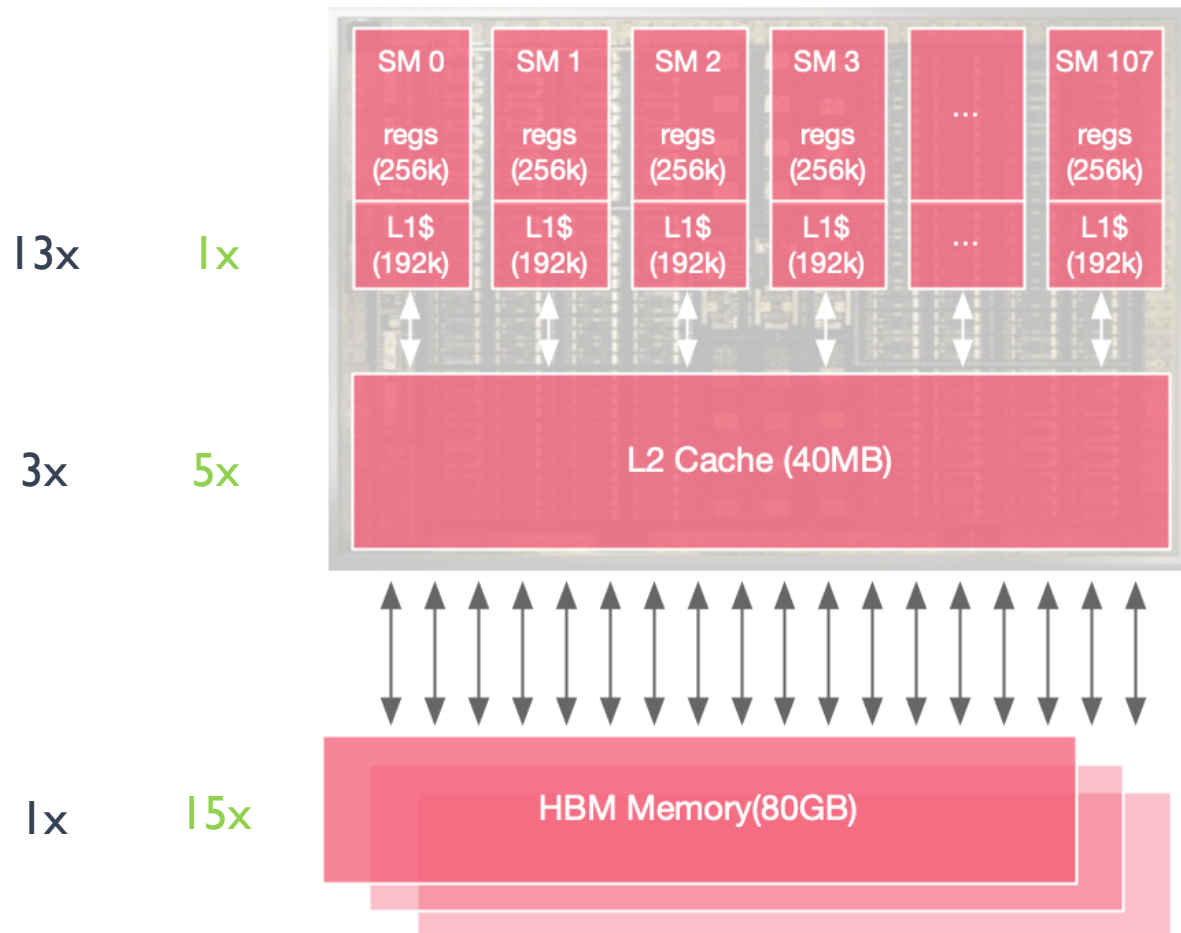 SM 0
regs
(256k)
L1$
(192k)
SM 1
regs
(256k)
L1$
(192k)
SM 2
regs
(256k)
L1$
(192k)
SM 3
regs
(256k)
L1$
(192k)
...
...
SM 107
regs
(256k)
L1$
(192k)
13x
1x
3x
5x
L2 Cache (40MB)
1x
15x
HBM Memory(80GB)